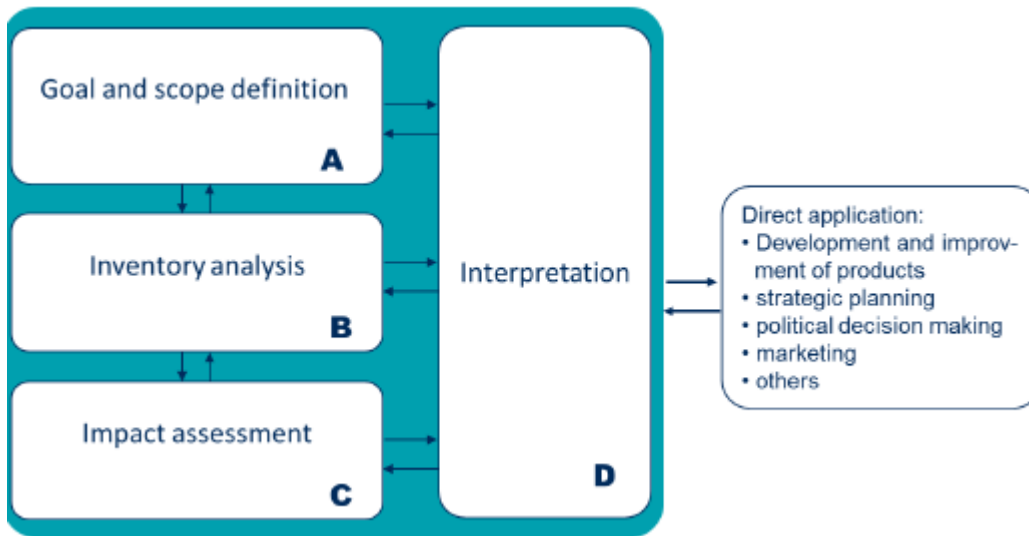 Goal and scope definition
A
Inventory analysis
B
Impact assessment
C
Interpretation
D
Direct application:
• Development and improv-
ment of products
• strategic planning
• political decision making
• marketing
• others